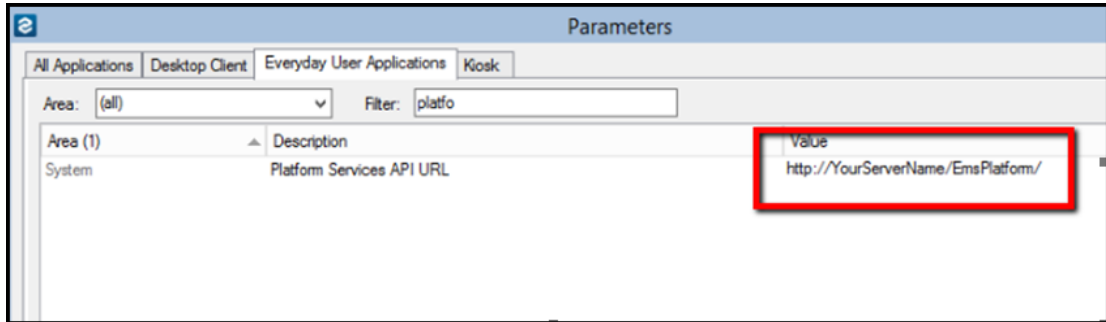 Parameters
All Applications Desktop Client Everyday User Applications Kiosk
Area: (all) Filter: platfo
Area (1) Description Value
System Platform Services API URL http://YourServerName/EmsPlatform/